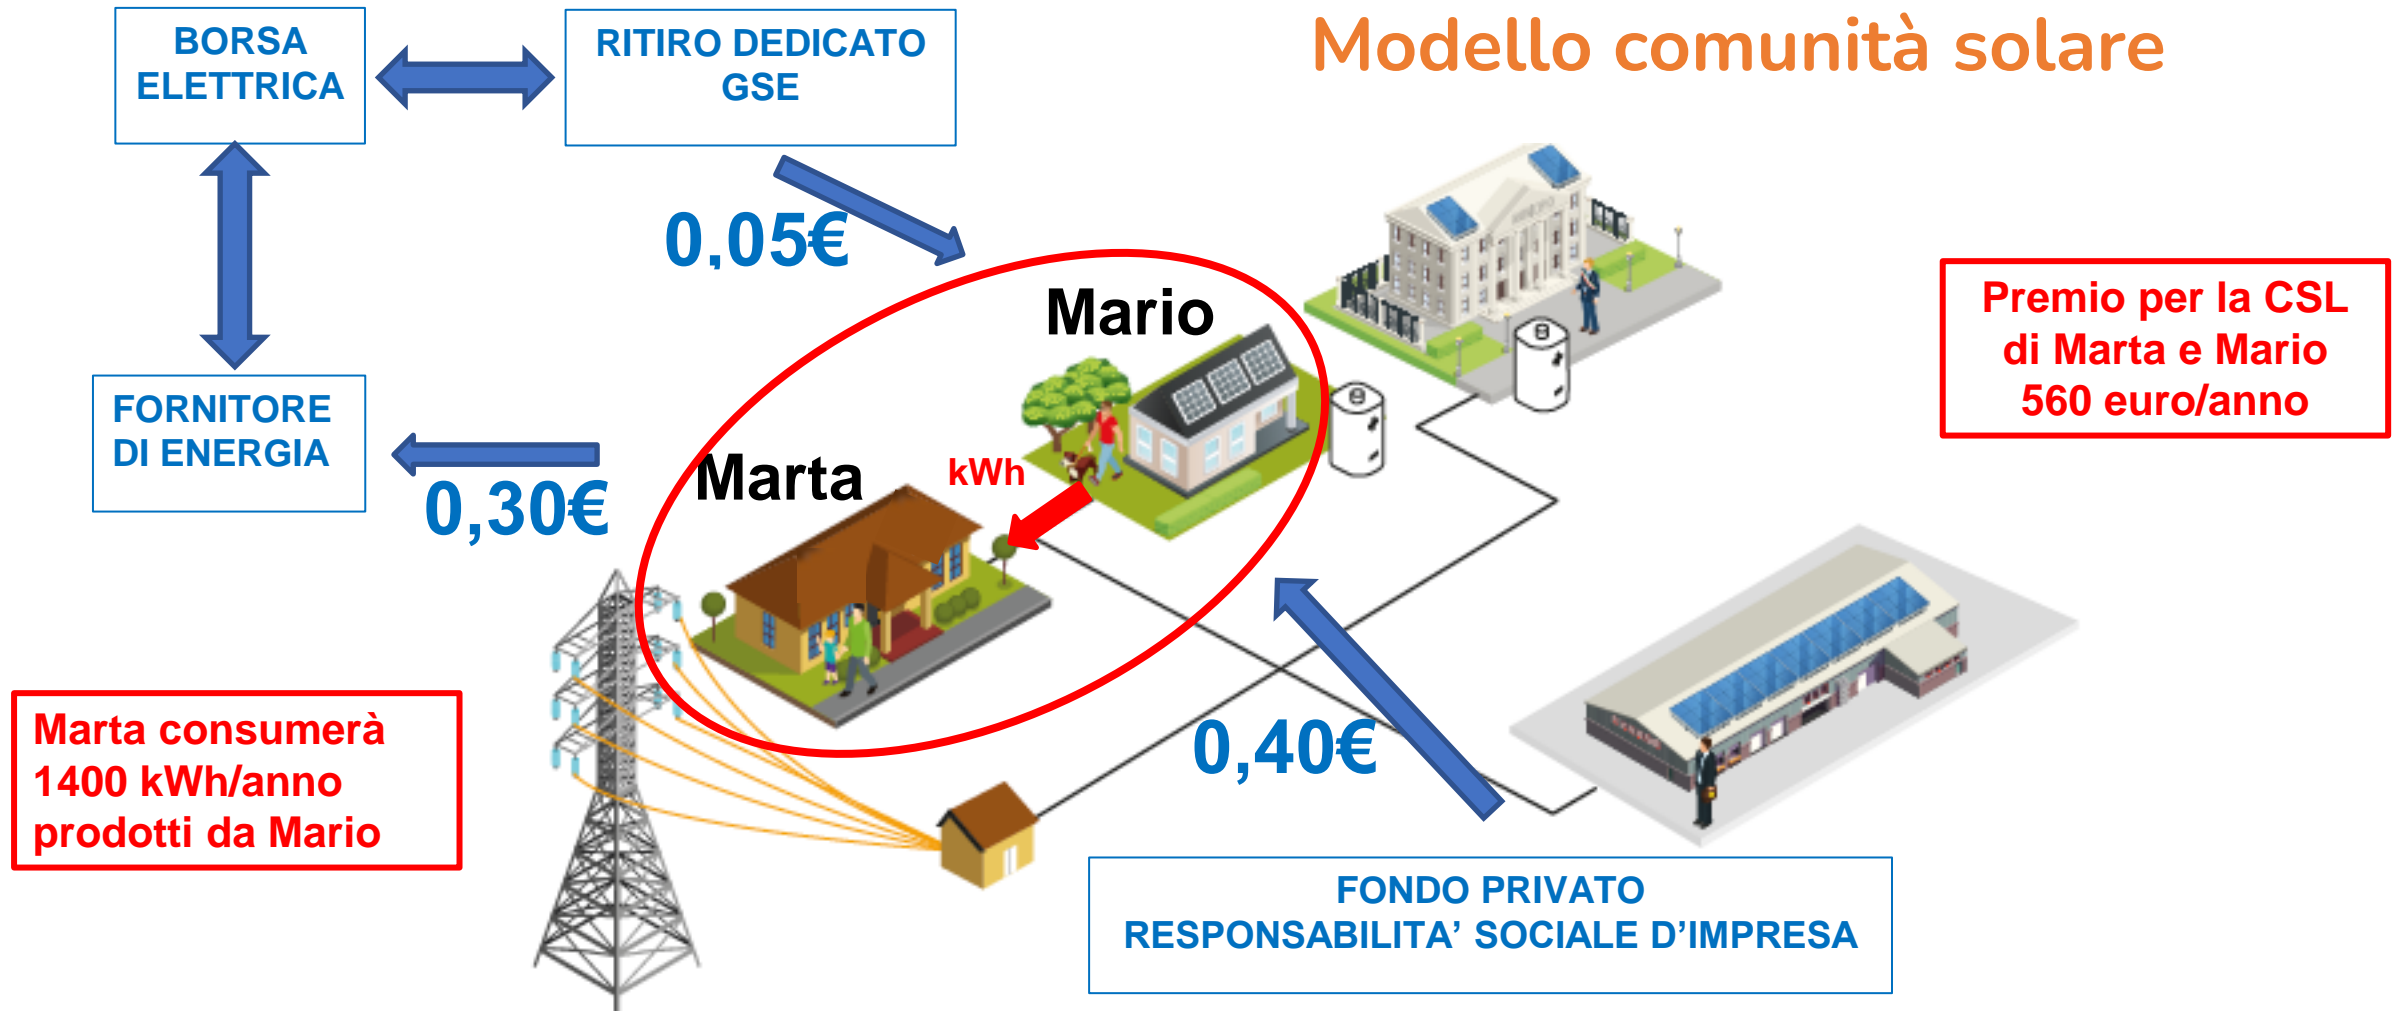 Modello comunità solare
BORSA
ELETTRICA
RITIRO DEDICATO
GSE
0,05€
Mario
Premio per la CSL
di Marta e Mario
560 euro/anno
FORNITORE
DI ENERGIA
0,30€
Marta
kWh
Marta consumerà
1400 kWh/anno
prodotti da Mario
0,40€
FONDO PRIVATO
RESPONSABILITA’ SOCIALE D’IMPRESA